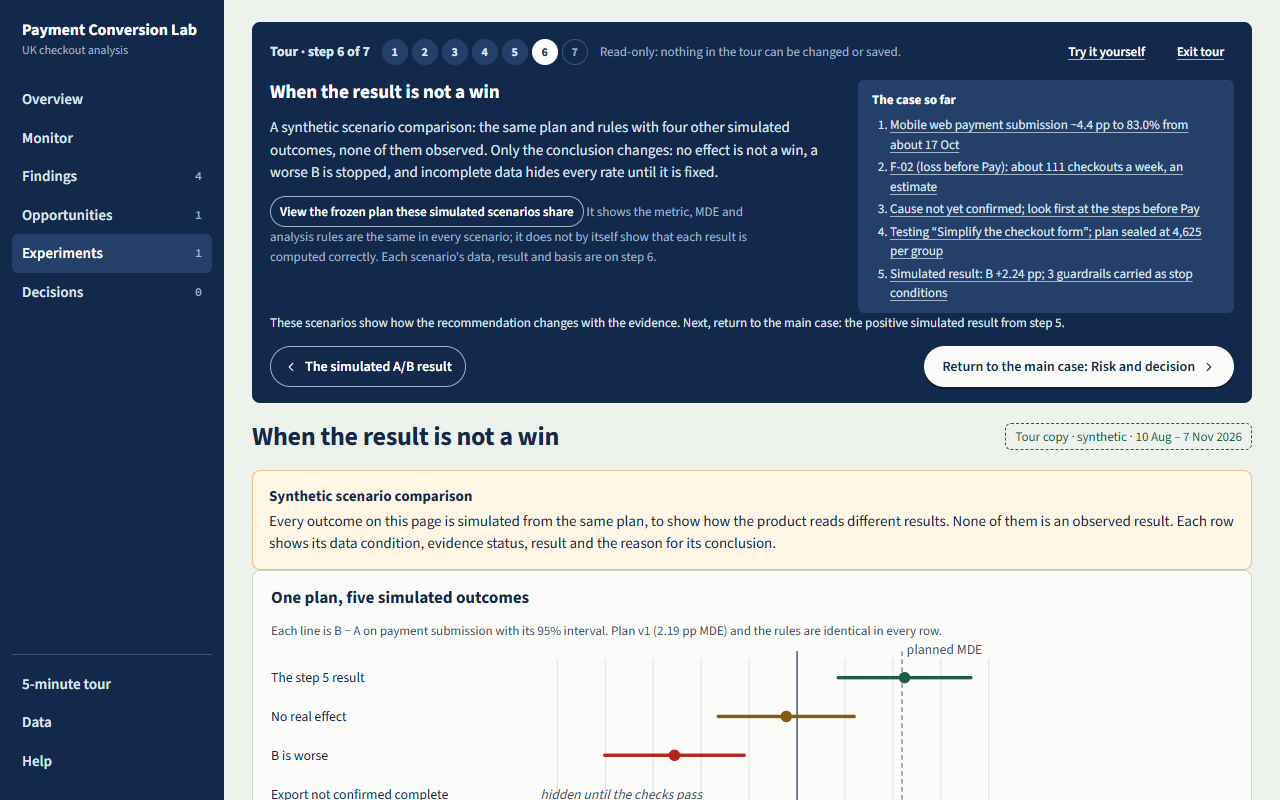 Payment Conversion Lab
UK checkout analysis
Overview
Monitor
Findings 4
Opportunities 1
Experiments 1
Decisions 0
5-minute tour
Data
Help
Tour · step 6 of 7 1 2 3 4 5 6 7 Read-only: nothing in the tour can be changed or saved. Try it yourself Exit tour
When the result is not a win
A synthetic scenario comparison: the same plan and rules with four other simulated
outcomes, none of them observed. Only the conclusion changes: no effect is not a win, a
worse B is stopped, and incomplete data hides every rate until it is fixed.
View the frozen plan these simulated scenarios share It shows the metric, MDE and
analysis rules are the same in every scenario; it does not by itself show that each result is
computed correctly. Each scenario's data, result and basis are on step 6.
The case so far
1. Mobile web payment submission −4.4 pp to 83.0% from
about 17 Oct
2. F-02 (loss before Pay): about 111 checkouts a week, an
estimate
3. Cause not yet confirmed; look first at the steps before Pay
4. Testing “Simplify the checkout form”; plan sealed at 4,625
per group
5. Simulated result: B +2.24 pp; 3 guardrails carried as stop
conditions
These scenarios show how the recommendation changes with the evidence. Next, return to the main case: the positive simulated result from step 5.
The simulated A/B result
Return to the main case: Risk and decision
When the result is not a win
Tour copy · synthetic · 10 Aug – 7 Nov 2026
Synthetic scenario comparison
Every outcome on this page is simulated from the same plan, to show how the product reads different results. None of them is an observed result. Each row
shows its data condition, evidence status, result and the reason for its conclusion.
One plan, five simulated outcomes
Each line is B − A on payment submission with its 95% interval. Plan v1 (2.19 pp MDE) and the rules are identical in every row.
planned MDE
The step 5 result
No real effect
B is worse
Export not confirmed complete hidden until the checks pass